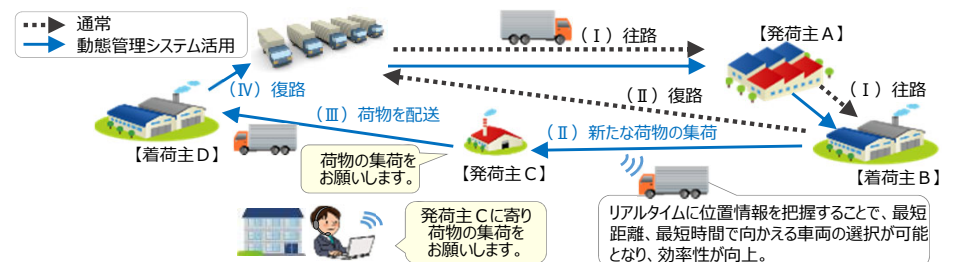 通常
動態管理システム活用
(Ⅰ)往路
【発荷主A】
(Ⅰ)往路
(Ⅱ)復路
(Ⅳ)復路
(Ⅲ)荷物を配送
(Ⅱ)新たな荷物の集荷
【着荷主D】
荷物の集荷を
お願いします。
【発荷主C】
【着荷主B】
発荷主Cに寄り
荷物の集荷を
お願いします。
リアルタイムに位置情報を把握することで、最短
距離、最短時間で向かえる車両の選択が可能
となり、効率性が向上。